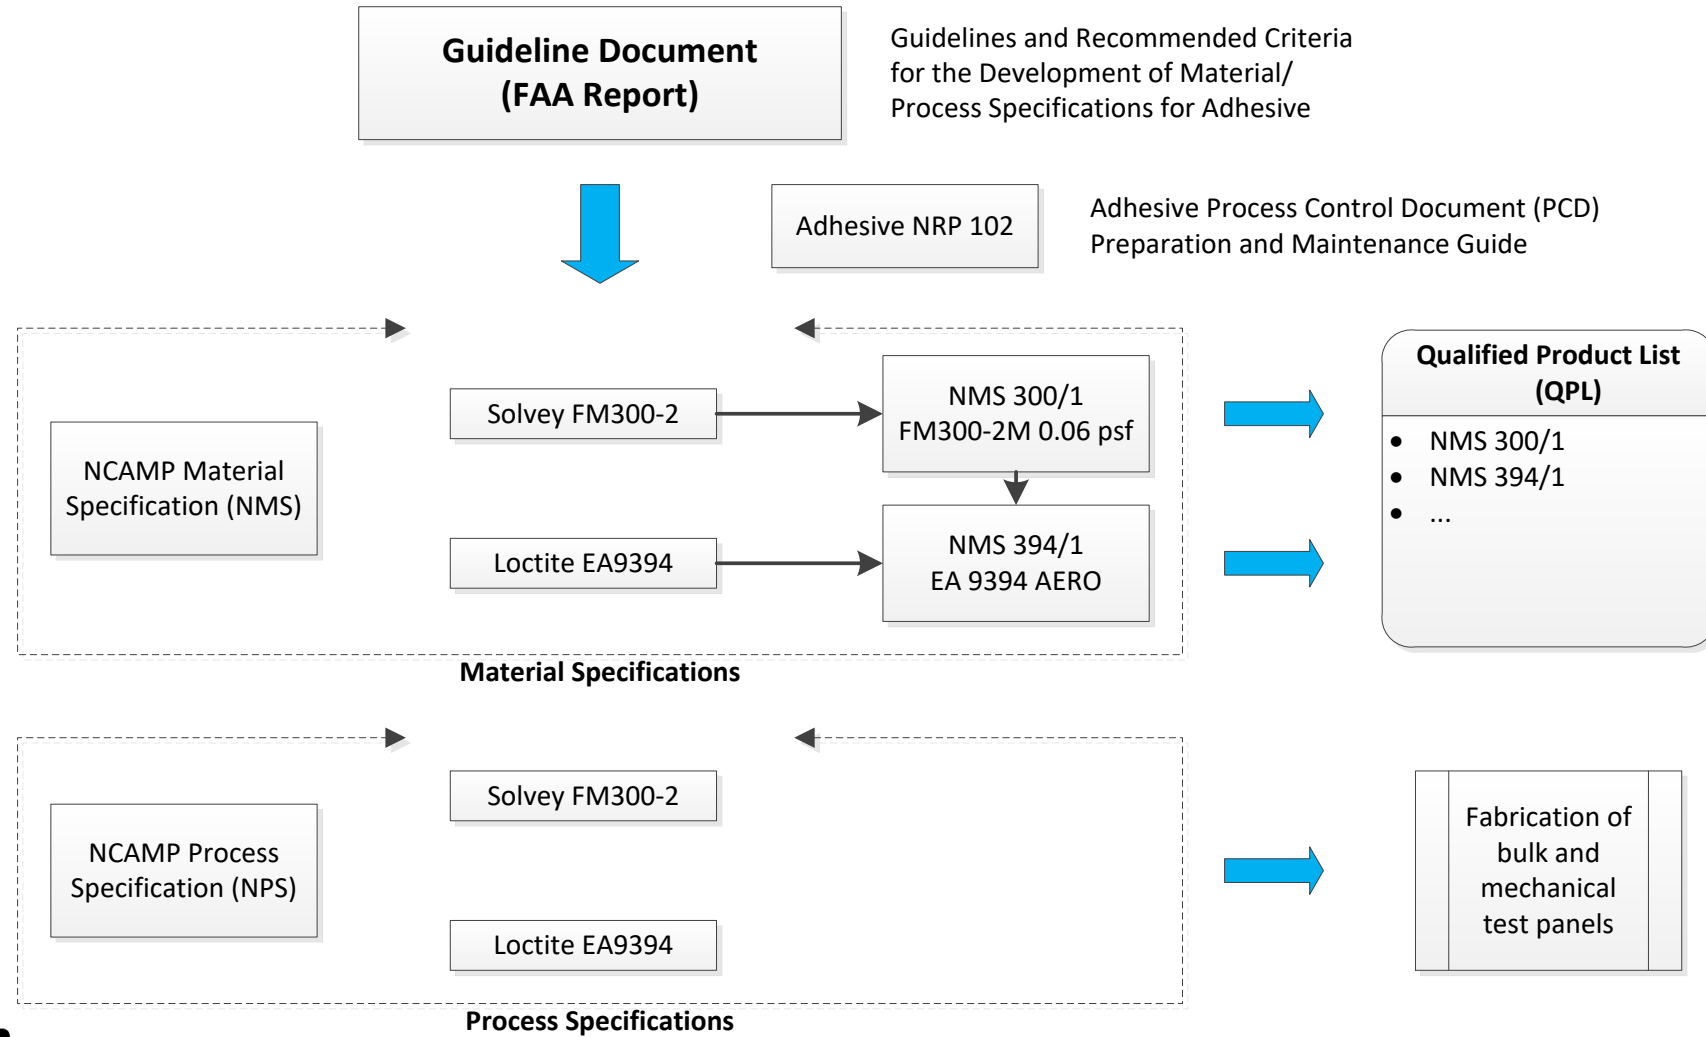 Guideline Document
(FAA Report)
Guidelines and Recommended Criteria
for the Development of Material/
Process Specifications for Adhesive
Adhesive NRP 102
Adhesive Process Control Document (PCD)
Preparation and Maintenance Guide
NCAMP Material
Specification (NMS)
Solvey FM300-2
NMS 300/1
FM300-2M 0.06 psf
Loctite EA9394
NMS 394/1
EA 9394 AERO
Material Specifications
Qualified Product List
(QPL)
• NMS 300/1
• NMS 394/1
• ...
NCAMP Process
Specification (NPS)
Solvey FM300-2
Loctite EA9394
Process Specifications
Fabrication of
bulk and
mechanical
test panels